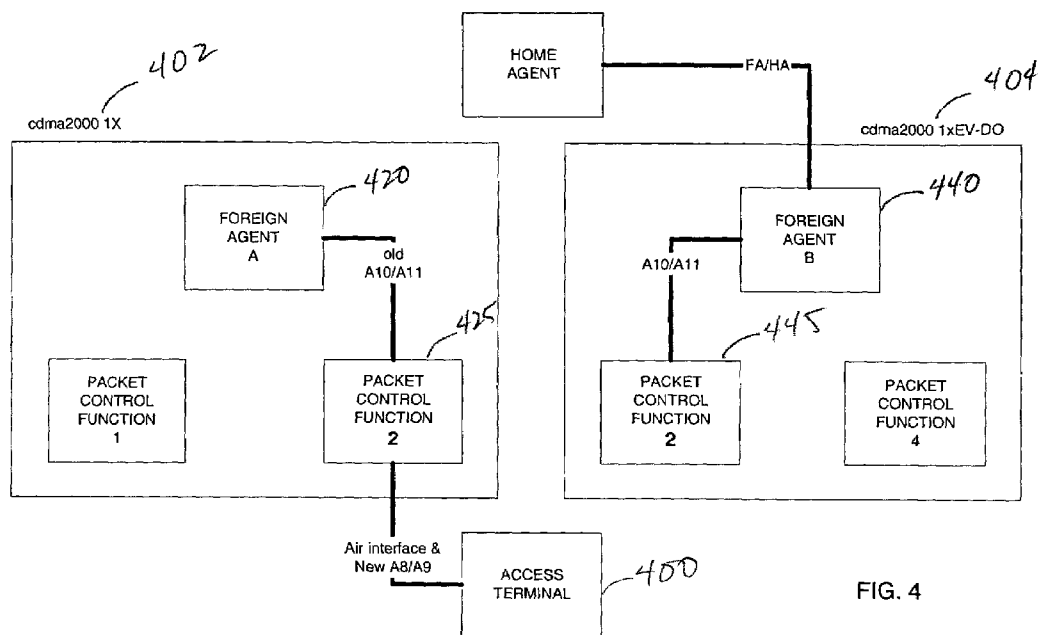 402
HOME
AGENT
FA/HA
404
cdma2000 1X
cdma2000 1xEV-DO
420
FOREIGN
AGENT
A
440
FOREIGN
AGENT
B
old
A10/A11
A10/A11
425
445
PACKET
CONTROL
FUNCTION
1
PACKET
CONTROL
FUNCTION
2
PACKET
CONTROL
FUNCTION
2
PACKET
CONTROL
FUNCTION
4
Air interface &
New A8/A9
ACCESS
TERMINAL
400
FIG. 4